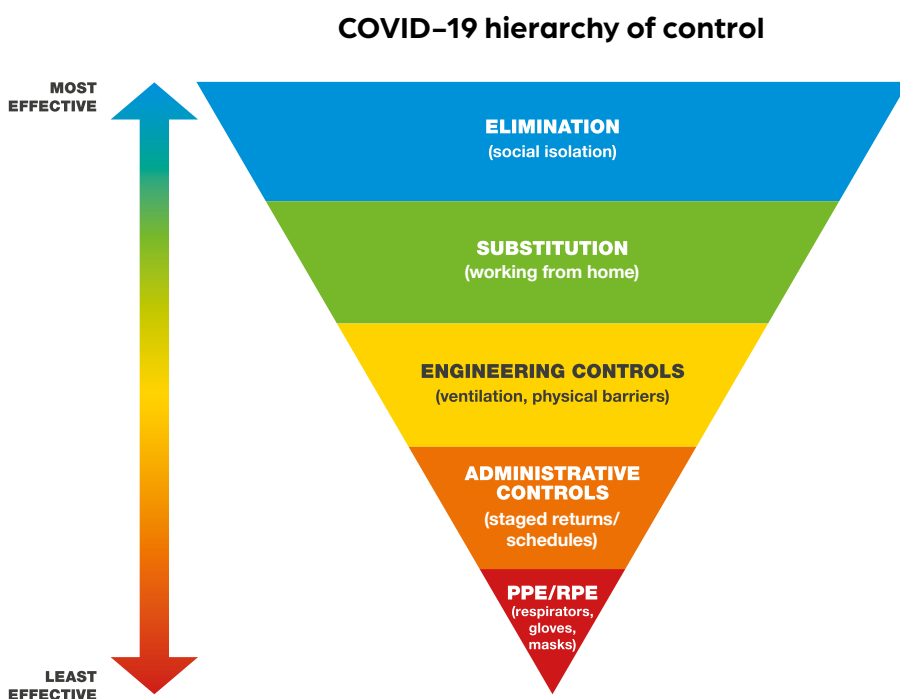 COVID–19 hierarchy of control
MOST
EFFECTIVE
ELIMINATION
(social isolation)
SUBSTITUTION
(working from home)
ENGINEERING CONTROLS
(ventilation, physical barriers)
ADMINISTRATIVE
CONTROLS
(staged returns/
schedules)
PPE/RPE
(respirators,
gloves,
masks)
LEAST
EFFECTIVE